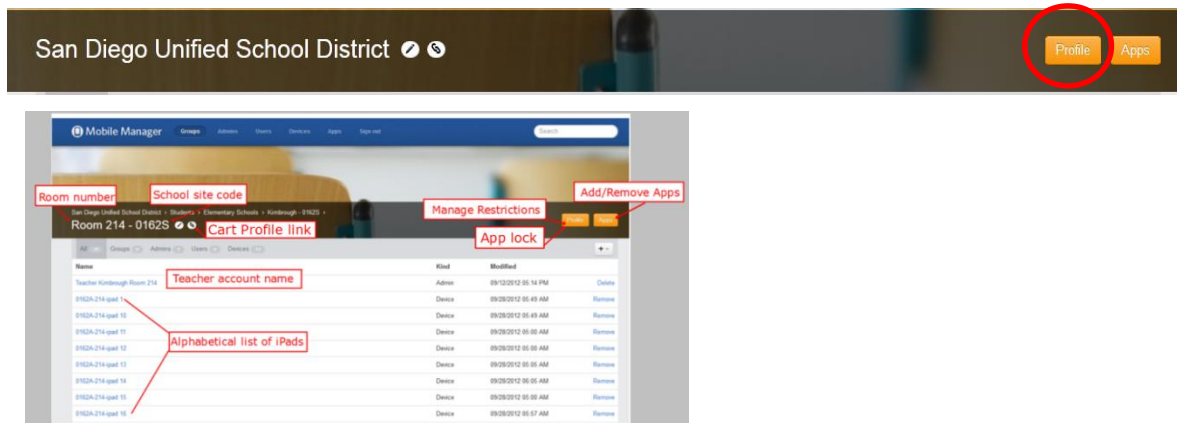 San Diego Unified School District
Profile Apps
Mobile Manager Groups Admins Users Devices Apps Sign out Search
Room number
School site code
Add/Remove Apps
Manage Restrictions
San Diego Unified School District › Students › Elementary Schools › Kimbrough - 0162S ›
Room 214 - 0162S
Cart Profile link
Profile Apps
App lock
All Groups Admins Users Devices
Name Kind Modified
Teacher Kimbrough Room 214 Admin 09/12/2012 05:14 PM Delete
Teacher account name
0162A-214-ipad 1 Device 09/28/2012 05:49 AM Remove
0162A-214-ipad 10 Device 09/28/2012 05:49 AM Remove
0162A-214-ipad 11 Device 09/28/2012 05:00 AM Remove
Alphabetical list of iPads
0162A-214-ipad 12 Device 09/28/2012 05:00 AM Remove
0162A-214-ipad 13 Device 09/28/2012 06:05 AM Remove
0162A-214-ipad 14 Device 09/28/2012 06:05 AM Remove
0162A-214-ipad 15 Device 09/28/2012 05:00 AM Remove
0162A-214-ipad 16 Device 09/28/2012 05:57 AM Remove